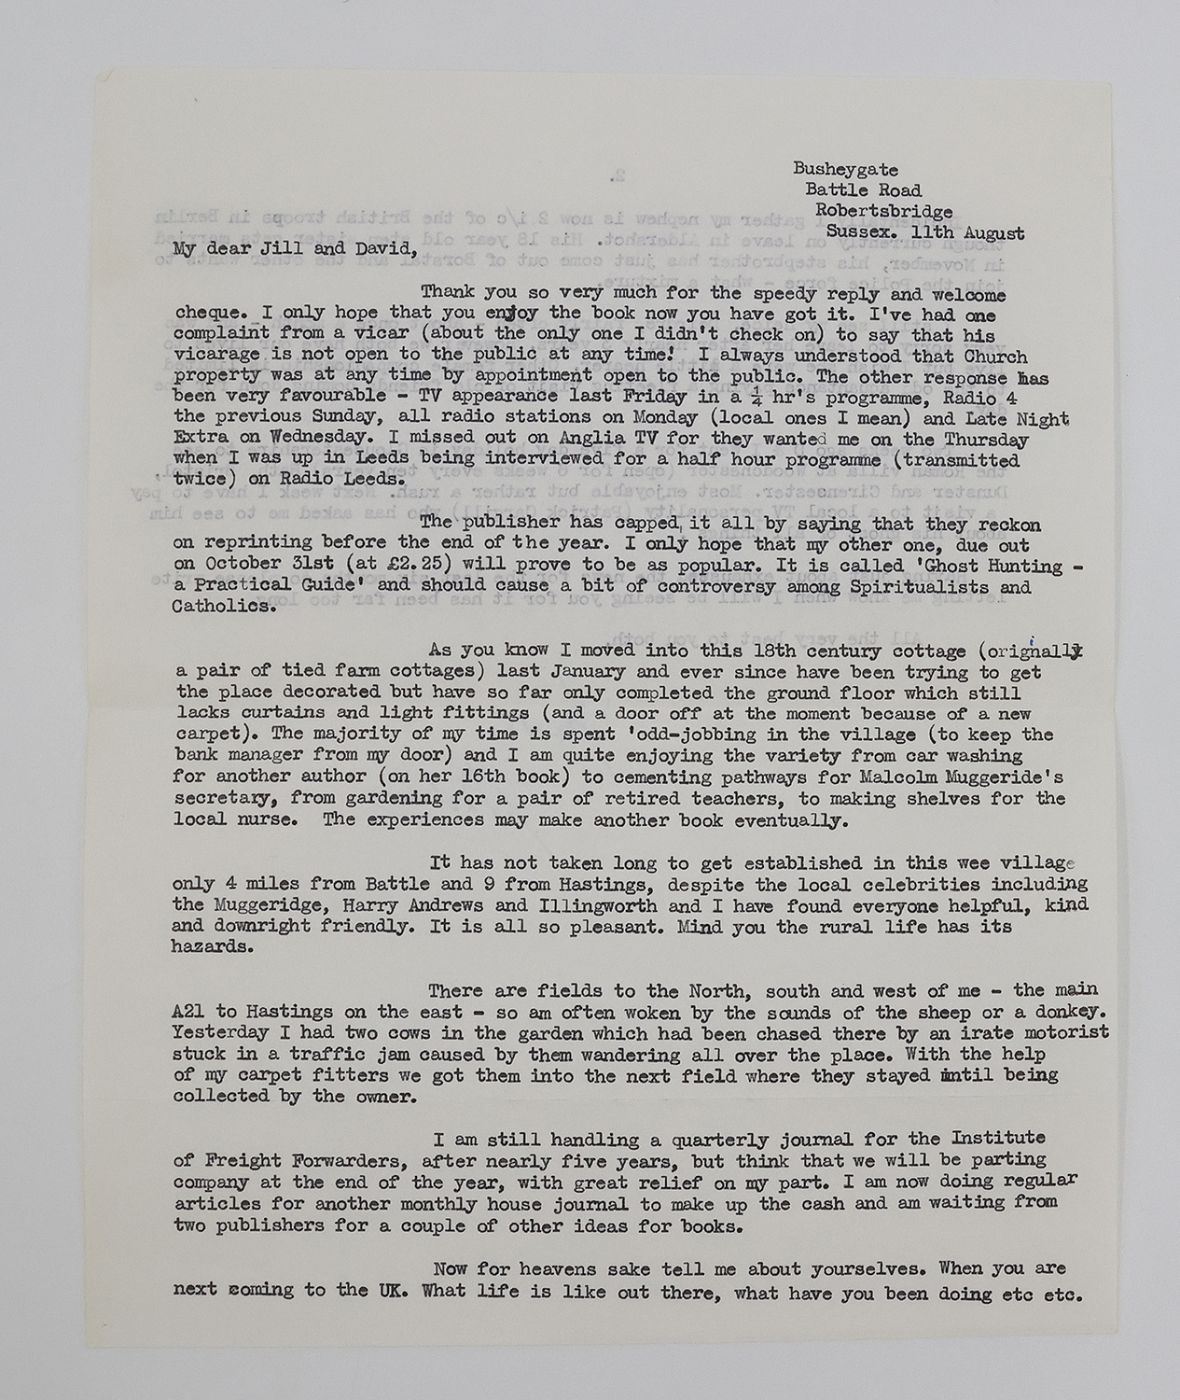 Busheygate
Battle Road
Robertsbridge
Sussex. 11th August
My dear Jill and David,
Thank you so very much for the speedy reply and welcome
cheque. I only hope that you enjoy the book now you have got it. I've had one
complaint from a vicar (about the only one I didn't check on) to say that his
vicarage is not open to the public at any time! I always understood that Church
property was at any time by appointment open to the public. The other response has
been very favourable - TV appearance last Friday in a ¼ hr's programme, Radio 4
the previous Sunday, all radio stations on Monday (local ones I mean) and Late Night
Extra on Wednesday. I missed out on Anglia TV for they wanted me on the Thursday
when I was up in Leeds being interviewed for a half hour programme (transmitted
twice) on Radio Leeds.
The publisher has capped it all by saying that they reckon
on reprinting before the end of the year. I only hope that my other one, due out
on October 31st (at £2.25) will prove to be as popular. It is called 'Ghost Hunting -
a Practical Guide' and should cause a bit of controversy among Spiritualists and
Catholics.
As you know I moved into this 18th century cottage (originally
a pair of tied farm cottages) last January and ever since have been trying to get
the place decorated but have so far only completed the ground floor which still
lacks curtains and light fittings (and a door off at the moment because of a new
carpet). The majority of my time is spent 'odd-jobbing in the village (to keep the
bank manager from my door) and I am quite enjoying the variety from car washing
for another author (on her 16th book) to cementing pathways for Malcolm Muggeride's
secretary, from gardening for a pair of retired teachers, to making shelves for the
local nurse. The experiences may make another book eventually.
It has not taken long to get established in this wee village
only 4 miles from Battle and 9 from Hastings, despite the local celebrities including
the Muggeridge, Harry Andrews and Illingworth and I have found everyone helpful, kind
and downright friendly. It is all so pleasant. Mind you the rural life has its
hazards.
There are fields to the North, south and west of me - the main
A21 to Hastings on the east - so am often woken by the sounds of the sheep or a donkey.
Yesterday I had two cows in the garden which had been chased there by an irate motorist
stuck in a traffic jam caused by them wandering all over the place. With the help
of my carpet fitters we got them into the next field where they stayed until being
collected by the owner.
I am still handling a quarterly journal for the Institute
of Freight Forwarders, after nearly five years, but think that we will be parting
company at the end of the year, with great relief on my part. I am now doing regular
articles for another monthly house journal to make up the cash and am waiting from
two publishers for a couple of other ideas for books.
Now for heavens sake tell me about yourselves. When you are
next coming to the UK. What life is like out there, what have you been doing etc etc.